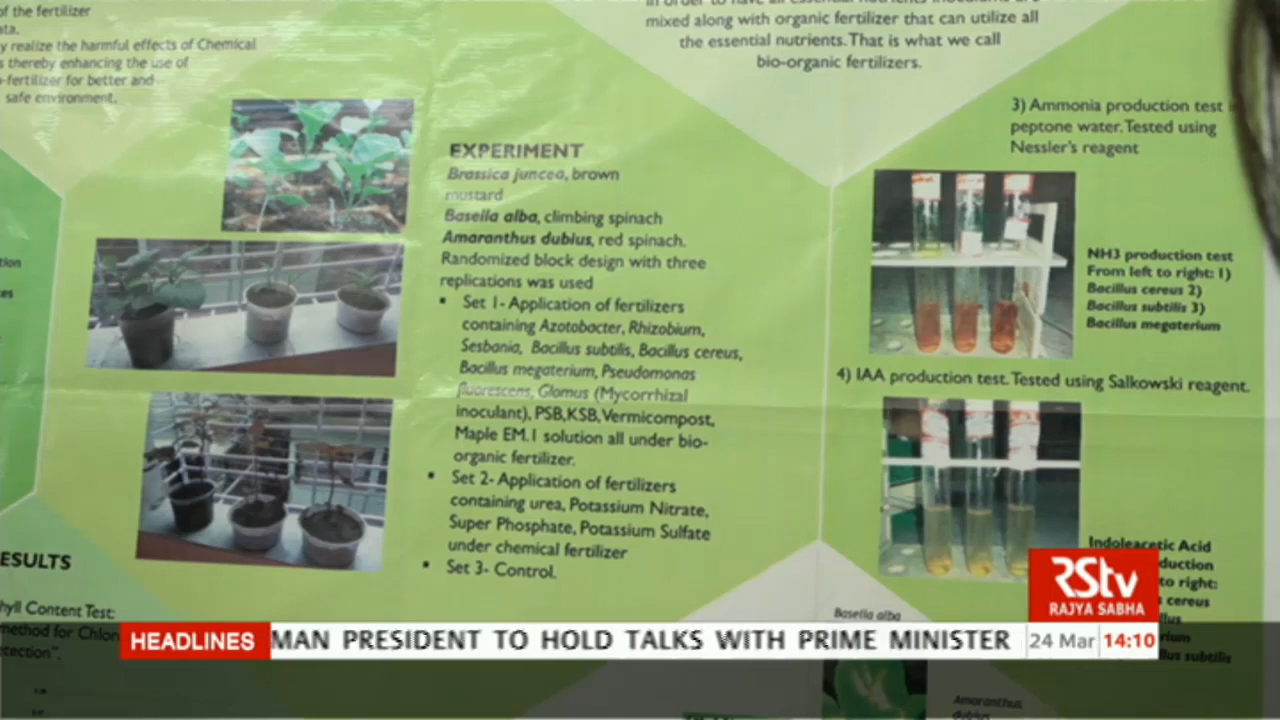 of the fertilizer
y realize the harmful effects of Chemical
s thereby enhancing the use of
-fertilizer for better and
safe environment.
mixed along with organic fertilizer that can utilize all
the essential nutrients. That is what we call
bio-organic fertilizers.
EXPERIMENT
Brassica juncea, brown
mustard
Basella alba, climbing spinach
Amaranthus dubius, red spinach.
Randomized block design with three
replications was used
▪ Set 1- Application of fertilizers
containing Azotobacter, Rhizobium,
Sesbania, Bacillus subtilis, Bacillus cereus,
Bacillus megaterium, Pseudomonas
fluorescens, Glomus (Mycorrhizal
inoculant), PSB,KSB, Vermicompost,
Maple EM.1 solution all under bio-
organic fertilizer.
▪ Set 2- Application of fertilizers
containing urea, Potassium Nitrate,
Super Phosphate, Potassium Sulfate
under chemical fertilizer
▪ Set 3- Control.
3) Ammonia production test
peptone water. Tested using
Nessler's reagent
NH3 production test
From left to right: 1)
Bacillus cereus 2)
Bacillus subtilis 3)
Bacillus megaterium
4) IAA production test. Tested using Salkowski reagent.
Indoleacetic Acid
duction
to right:
cereus
rium
llus subtilis
ESULTS
hyll Content Test:
method for Chlor
etection".
Basella alba
Amaranthus
dubius
RStv
RAJYA SABHA
HEADLINES MAN PRESIDENT TO HOLD TALKS WITH PRIME MINISTER 24 Mar 14:10